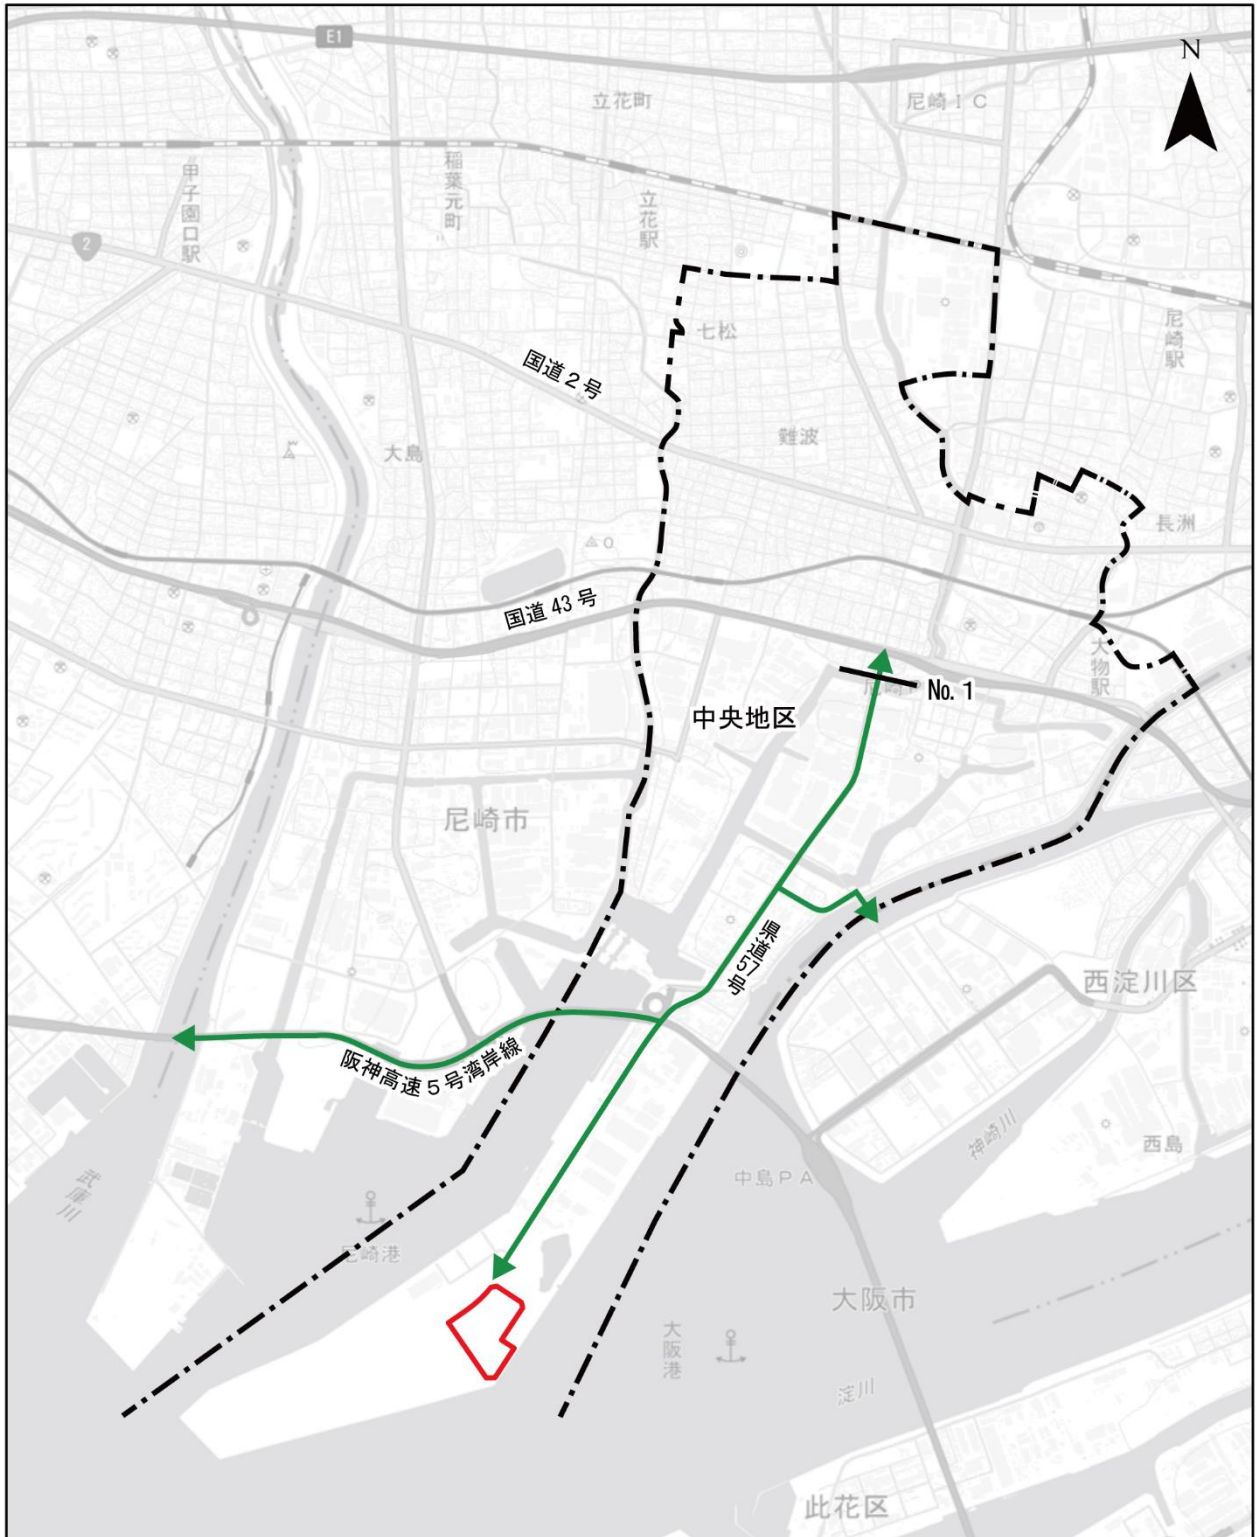 E1
N
立花町
尼崎IC
甲子園口駅
稲葉元町
立花駅
2
七松
尼崎駅
国道2号
大島
難波
長洲
国道43号
大物駅
No. 1
中央地区
尼崎市
県道57号
西淀川区
阪神高速5号湾岸線
神崎川
西島
中島PA
武庫川
尼崎港
大阪市
大阪港
淀川
此花区